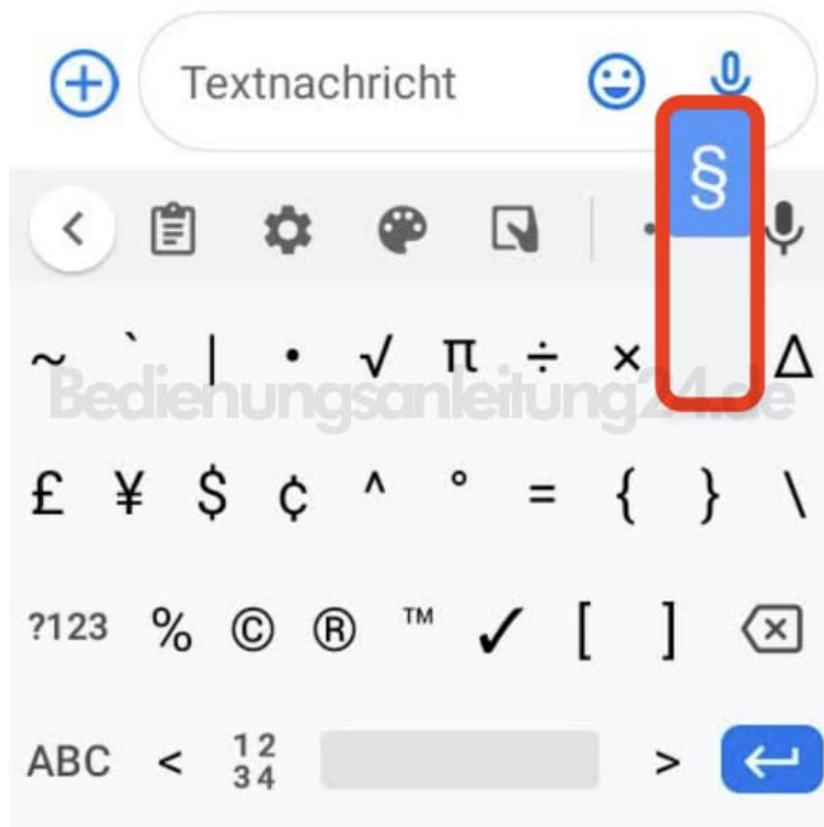 Textnachricht
§
~ ` | • √ π ÷ × Δ
Bedienungsanleitung24.de
£ ¥ $ ¢ ^ ° = { } \
?123 % © ® ™ ✓ [ ]
ABC < 12 34 >